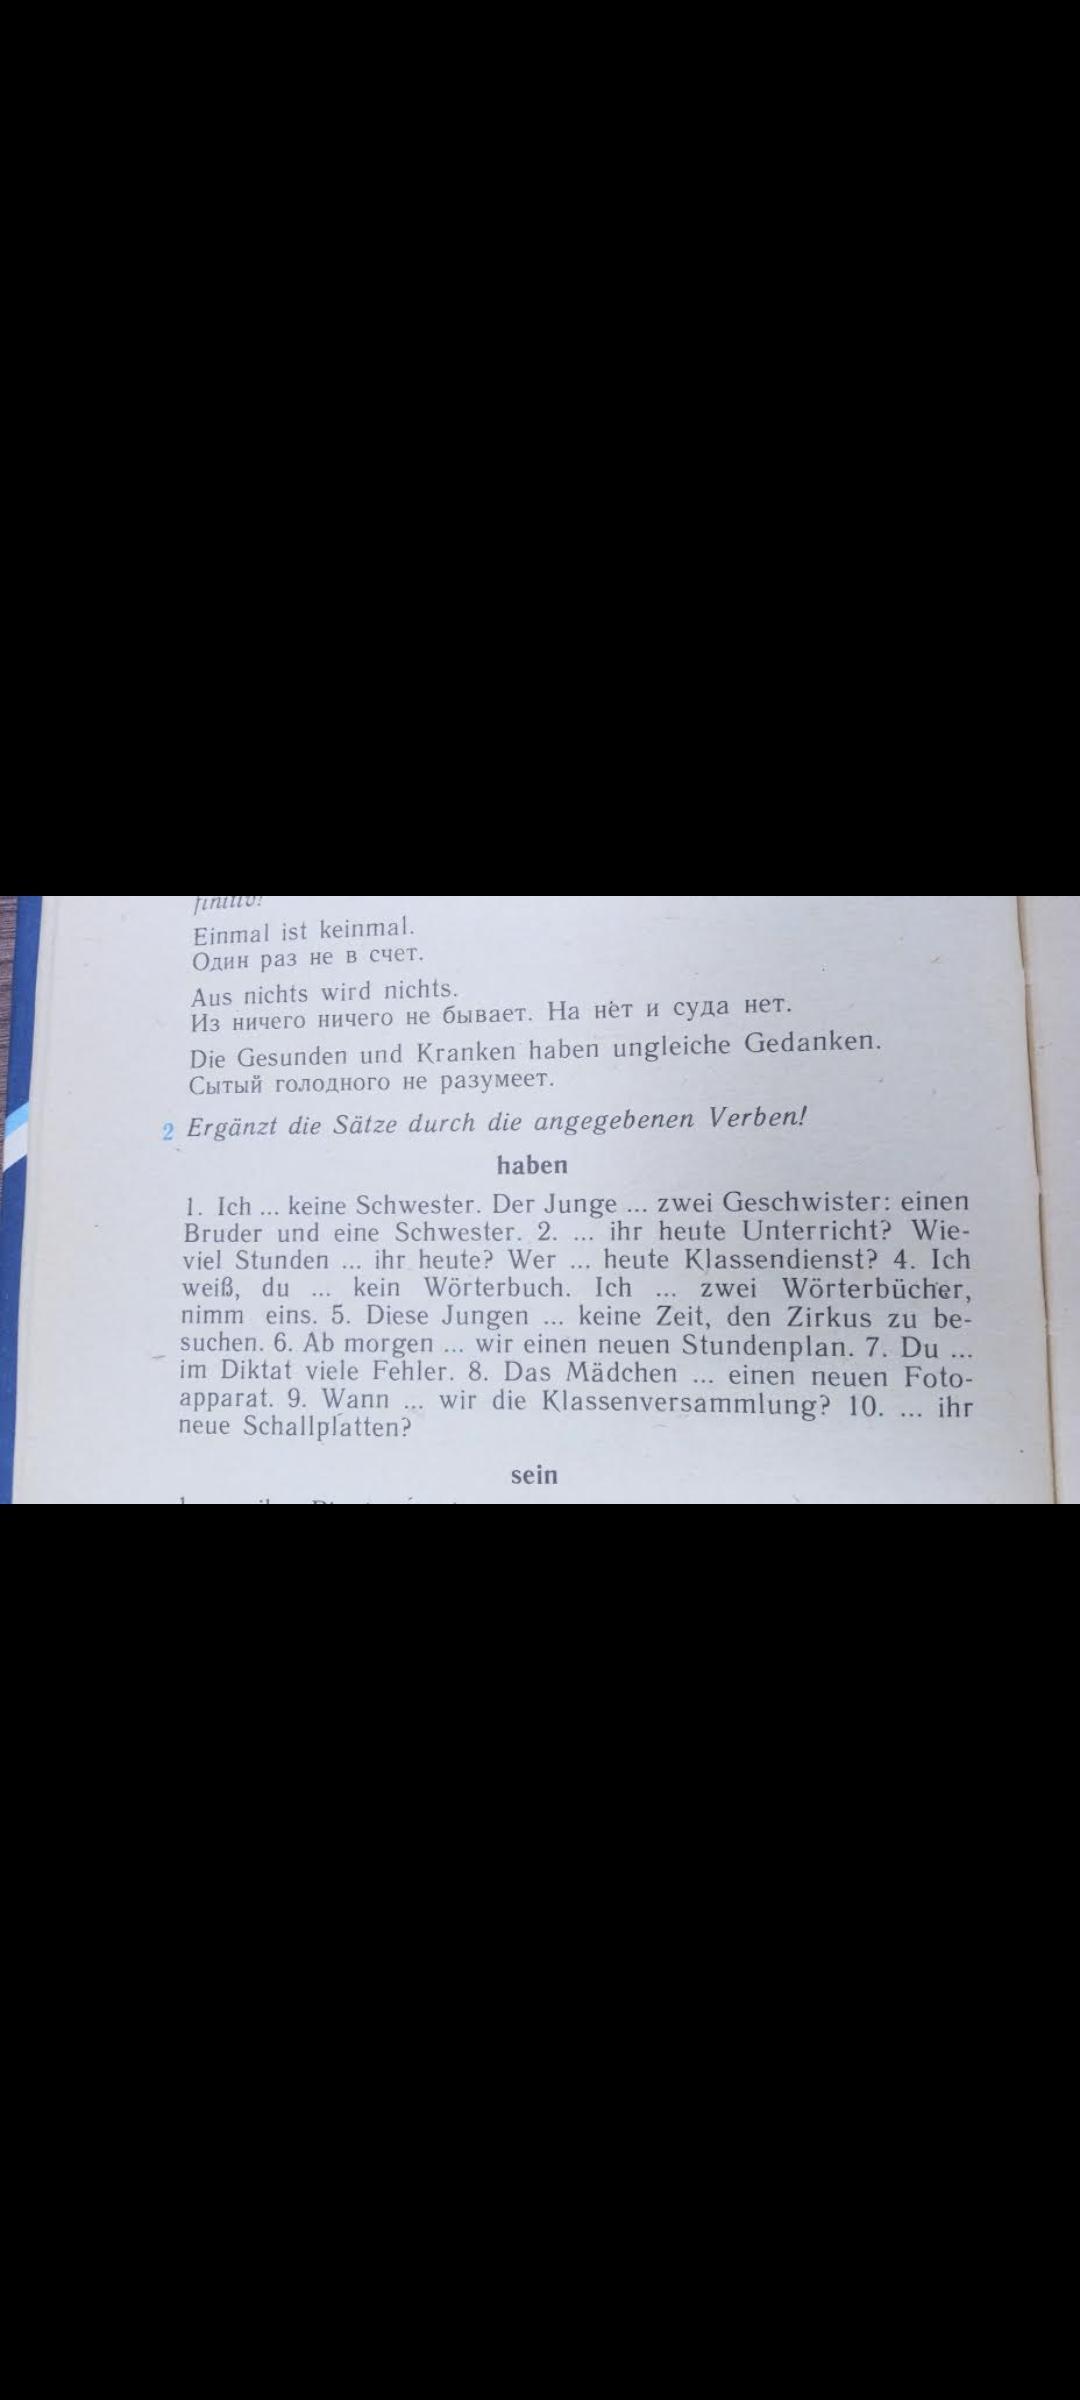 finitiv!
Einmal ist keinmal.
Один раз не в счет.
Aus nichts wird nichts.
Из ничего ничего не бывает. На нет и суда нет.
Die Gesunden und Kranken haben ungleiche Gedanken.
Сытый голодного не разумеет.
2 Ergänzt die Sätze durch die angegebenen Verben!
haben
1. Ich ... keine Schwester. Der Junge ... zwei Geschwister: einen
Bruder und eine Schwester. 2. ... ihr heute Unterricht? Wie-
viel Stunden ... ihr heute? Wer ... heute Klassendienst? 4. Ich
weiß, du ... kein Wörterbuch. Ich ... zwei Wörterbücher,
nimm eins. 5. Diese Jungen ... keine Zeit, den Zirkus zu be-
suchen. 6. Ab morgen ... wir einen neuen Stundenplan. 7. Du ...
im Diktat viele Fehler. 8. Das Mädchen ... einen neuen Foto-
apparat. 9. Wann ... wir die Klassenversammlung? 10. ... ihr
neue Schallplatten?
sein